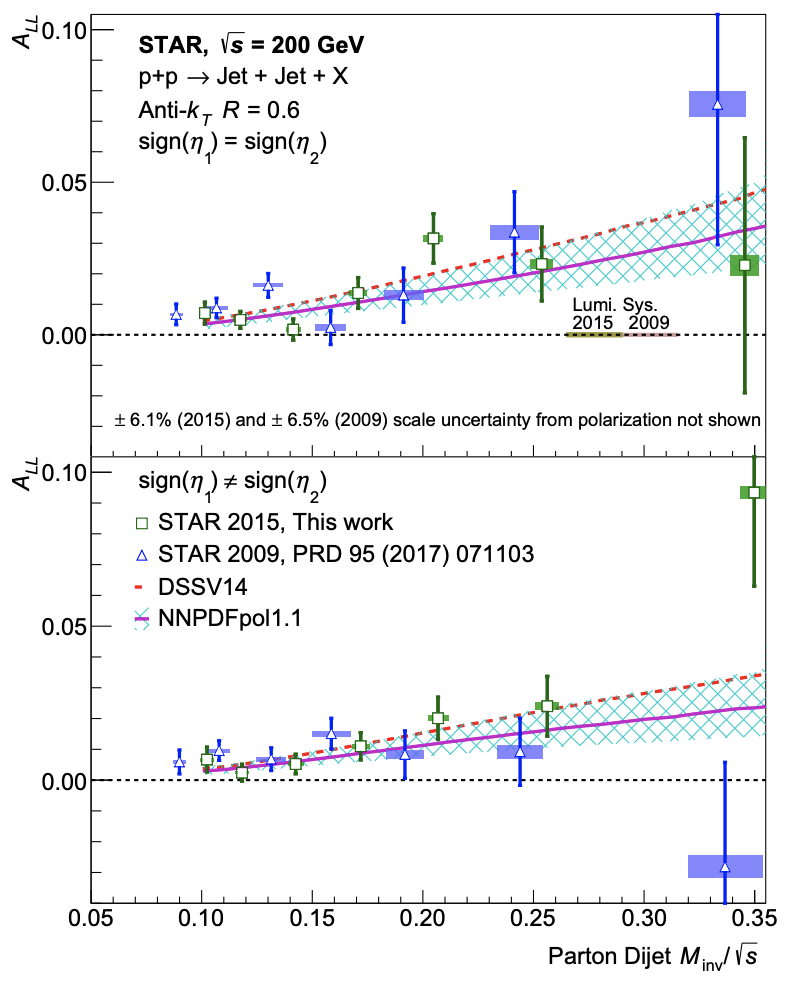 A_LL
0.10
STAR, √s = 200 GeV
p+p → Jet + Jet + X
Anti-k_T R = 0.6
sign(η_1) = sign(η_2)
0.05
Lumi. Sys.
2015 2009
0.00
± 6.1% (2015) and ± 6.5% (2009) scale uncertainty from polarization not shown
A_LL
0.10
sign(η_1) ≠ sign(η_2)
STAR 2015, This work
STAR 2009, PRD 95 (2017) 071103
DSSV14
NNPDFpol1.1
0.05
0.00
0.05 0.10 0.15 0.20 0.25 0.30 0.35
Parton Dijet M_inv/√s